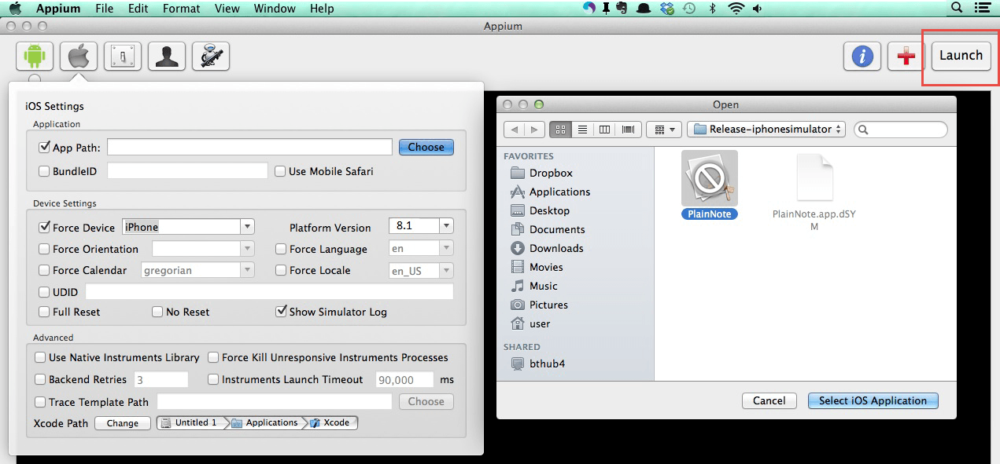 Appium File Edit Format View Window Help
Appium
Launch
iOS Settings
Application
App Path:
Choose
BundleID
Use Mobile Safari
Device Settings
Force Device iPhone
Platform Version 8.1
Force Orientation
Force Language en
Force Calendar gregorian
Force Locale en_US
UDID
Full Reset
No Reset
Show Simulator Log
Advanced
Use Native Instruments Library
Force Kill Unresponsive Instruments Processes
Backend Retries 3
Instruments Launch Timeout 90,000 ms
Trace Template Path
Choose
Xcode Path Change Untitled 1 Applications Xcode
Open
Release-iphonesimulator
FAVORITES
Dropbox
Applications
Desktop
Documents
Downloads
Movies
Music
Pictures
user
SHARED
bthub4
PlainNote
PlainNote.app.dSY
M
Cancel
Select iOS Application